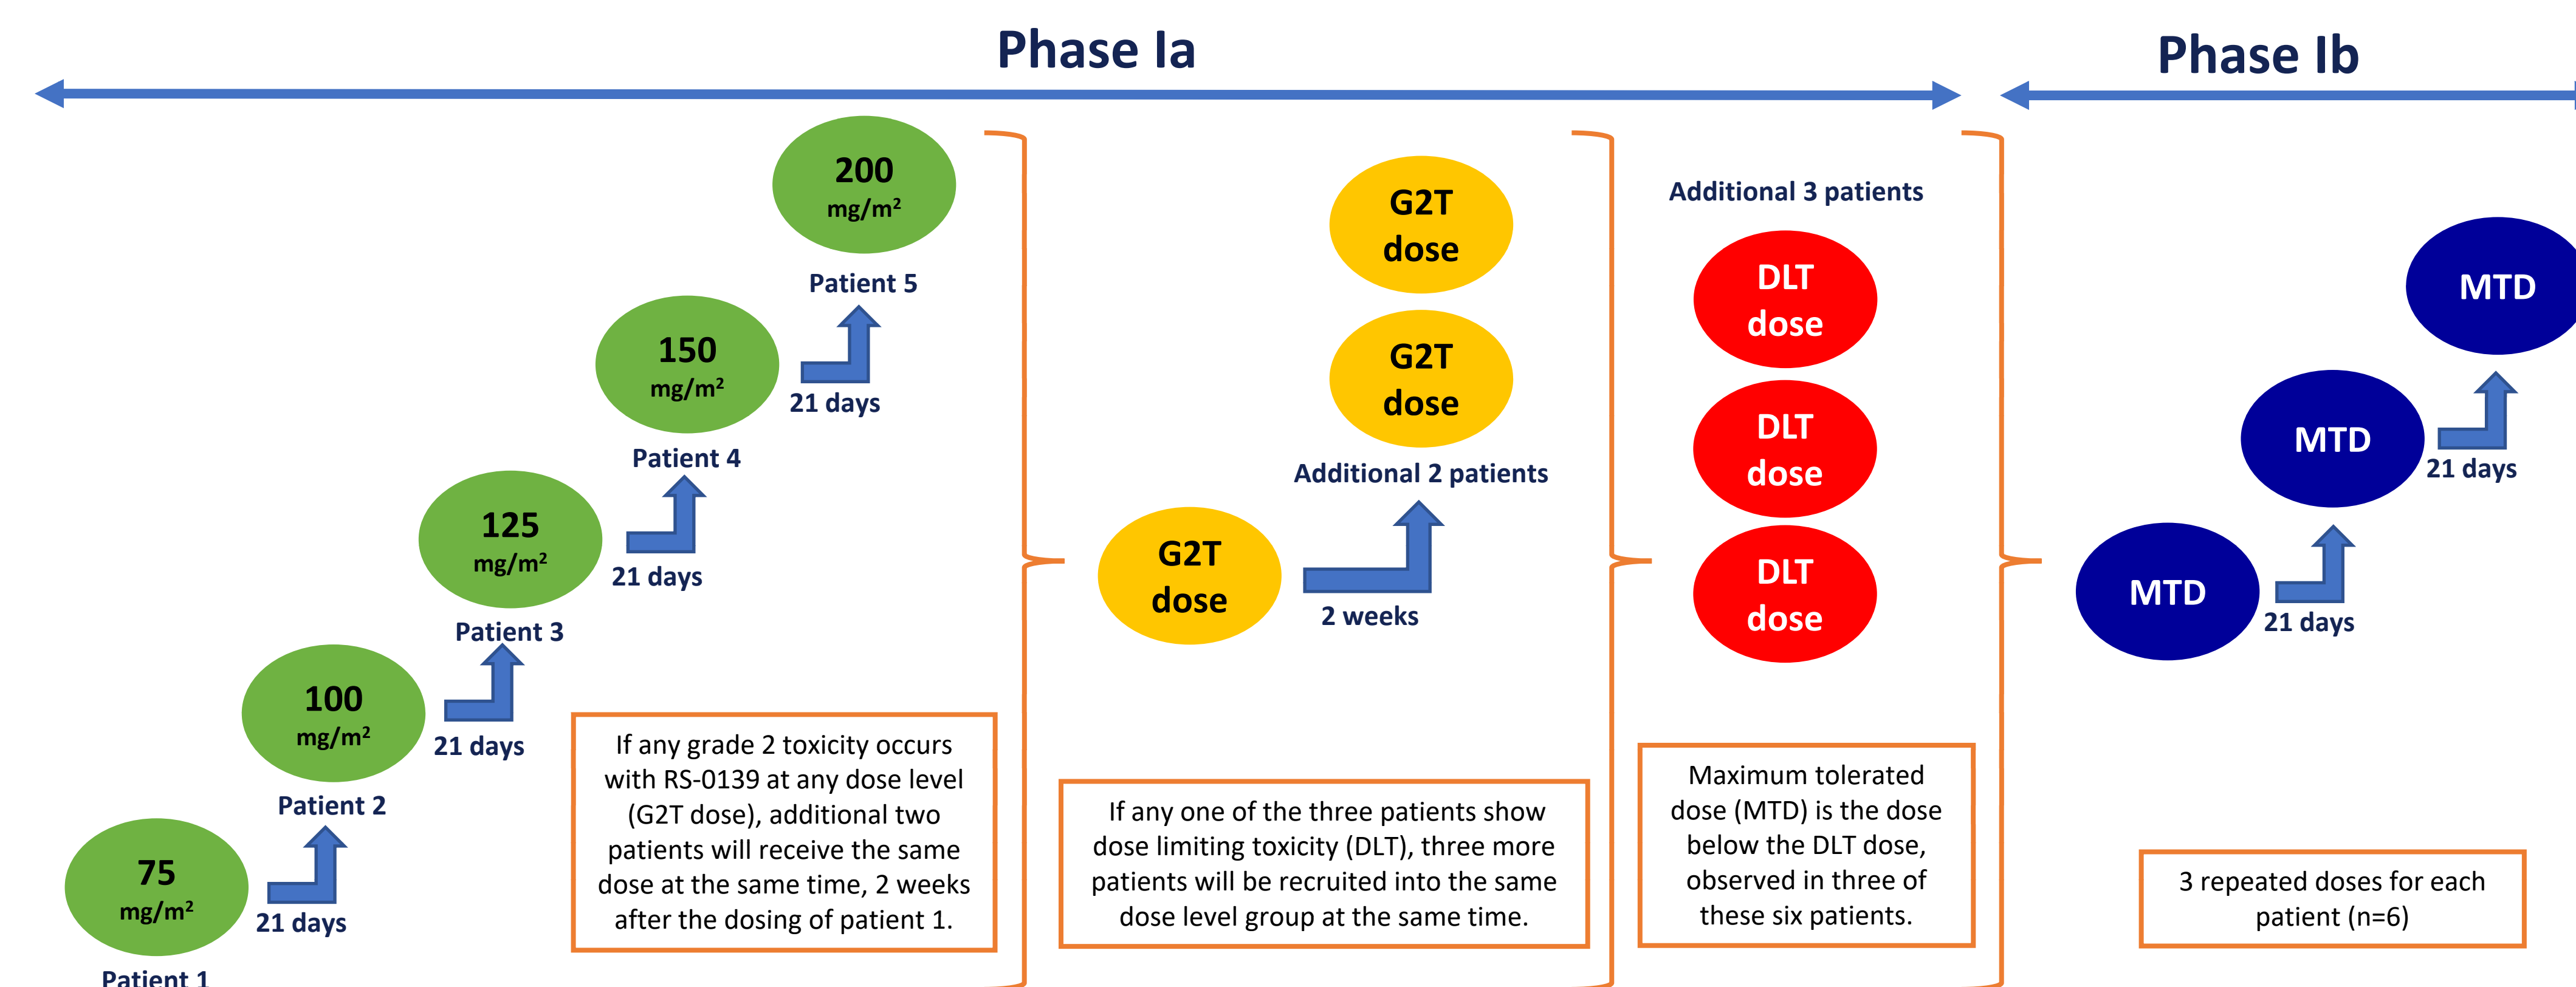 Phase Ia
Phase Ib
200
mg/m²
Patient 5
150
mg/m²
21 days
Patient 4
125
mg/m²
21 days
Patient 3
100
mg/m²
21 days
Patient 2
75
mg/m²
21 days
Patient 1
If any grade 2 toxicity occurs
with RS-0139 at any dose level
(G2T dose), additional two
patients will receive the same
dose at the same time, 2 weeks
after the dosing of patient 1.
G2T
dose
G2T
dose
Additional 2 patients
G2T
dose
2 weeks
If any one of the three patients show
dose limiting toxicity (DLT), three more
patients will be recruited into the same
dose level group at the same time.
Additional 3 patients
DLT
dose
DLT
dose
DLT
dose
Maximum tolerated
dose (MTD) is the dose
below the DLT dose,
observed in three of
these six patients.
MTD
MTD
21 days
MTD
21 days
3 repeated doses for each
patient (n=6)